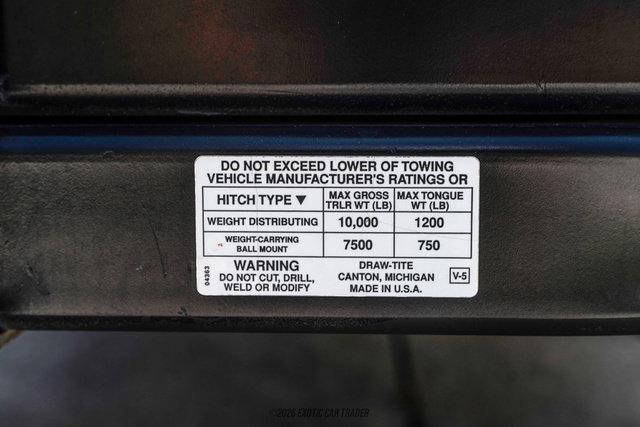 DO NOT EXCEED LOWER OF TOWING
VEHICLE MANUFACTURER'S RATINGS OR
HITCH TYPE ▼ MAX GROSS TRLR WT (LB) MAX TONGUE WT (LB)
WEIGHT DISTRIBUTING 10,000 1200
WEIGHT-CARRYING BALL MOUNT 7500 750
04363
WARNING
DO NOT CUT, DRILL,
WELD OR MODIFY
DRAW-TITE
CANTON, MICHIGAN
MADE IN U.S.A.
V-5
©2026 EXOTIC CAR TRADER